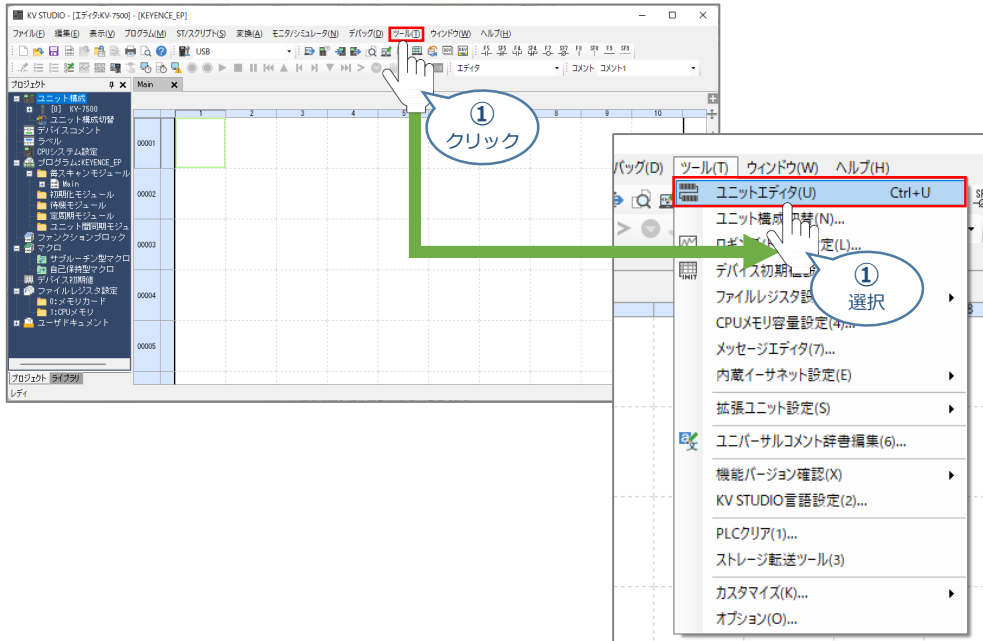 KV STUDIO - [エディタ:KV-7500] - [KEYENCE_EP]
ファイル(F) 編集(E) 表示(V) プログラム(M) ST/スクリプト(S) 変換(A) モニタ/シミュレータ(N) デバッグ(D) ツール(T) ウィンドウ(W) ヘルプ(H)
USB
エディタ コメント コメント1
プロジェクト Main
ユニット構成
[0] KV-7500
ユニット構成切替
デバイスコメント
ラベル
CPUシステム設定
プログラム:KEYENCE_EP
毎スキャンモジュール
Main
初期化モジュール
待機モジュール
定周期モジュール
ユニット間同期モジュ
ファンクションブロック
マクロ
サブルーチン型マクロ
自己保持型マクロ
デバイス初期値
ファイルレジスタ設定
0:メモリカード
1:CPUメモリ
ユーザドキュメント
プロジェクト ライブラリ
レディ
1 2 3 4 5 8 9 10
00001
00002
00003
00004
00005
①
クリック
バッグ(D) ツール(T) ウィンドウ(W) ヘルプ(H)
ユニットエディタ(U) Ctrl+U
ユニット構成 替(N)...
定(L)...
デバイス初期値
ファイルレジスタ設
CPUメモリ容量設定(4)...
メッセージエディタ(7)...
内蔵イーサネット設定(E)
拡張ユニット設定(S)
ユニバーサルコメント辞書編集(6)...
機能バージョン確認(X)
KV STUDIO言語設定(2)...
PLCクリア(1)...
ストレージ転送ツール(3)
カスタマイズ(K)...
オプション(O)...
①
選択